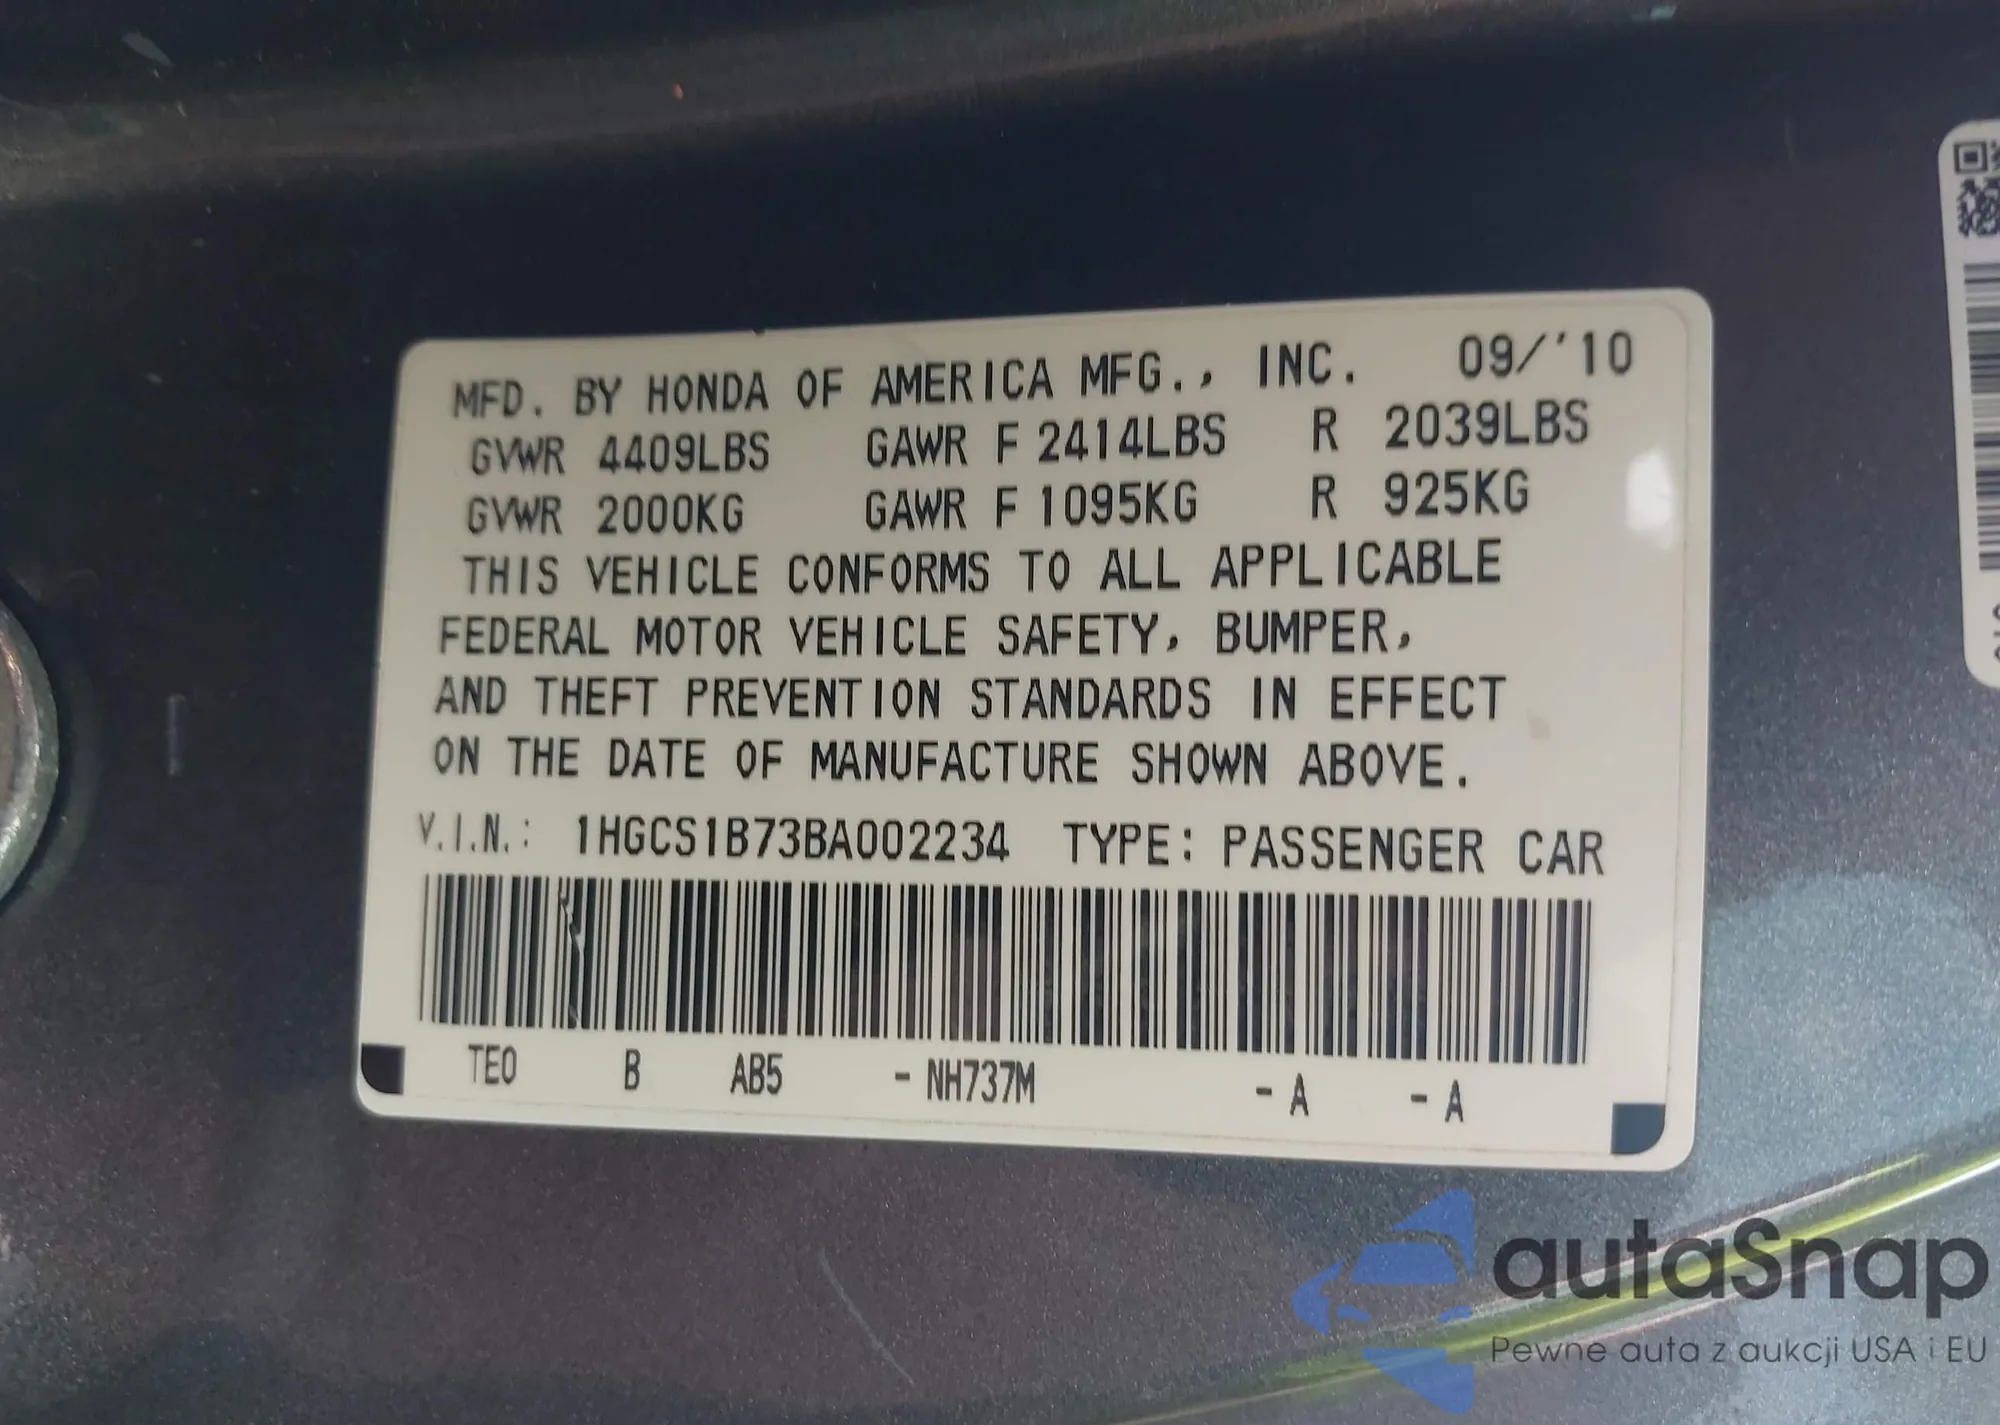 MFD. BY HONDA OF AMERICA MFG., INC. 09/'10
GVWR 4409LBS GAWR F 2414LBS R 2039LBS
GVWR 2000KG GAWR F 1095KG R 925KG
THIS VEHICLE CONFORMS TO ALL APPLICABLE
FEDERAL MOTOR VEHICLE SAFETY, BUMPER,
AND THEFT PREVENTION STANDARDS IN EFFECT
ON THE DATE OF MANUFACTURE SHOWN ABOVE.
V.I.N.: 1HGCS1B73BA002234 TYPE: PASSENGER CAR
TE0 B AB5 - NH737M - A - A
autaSnap
Pewne auta z aukcji USA i EU